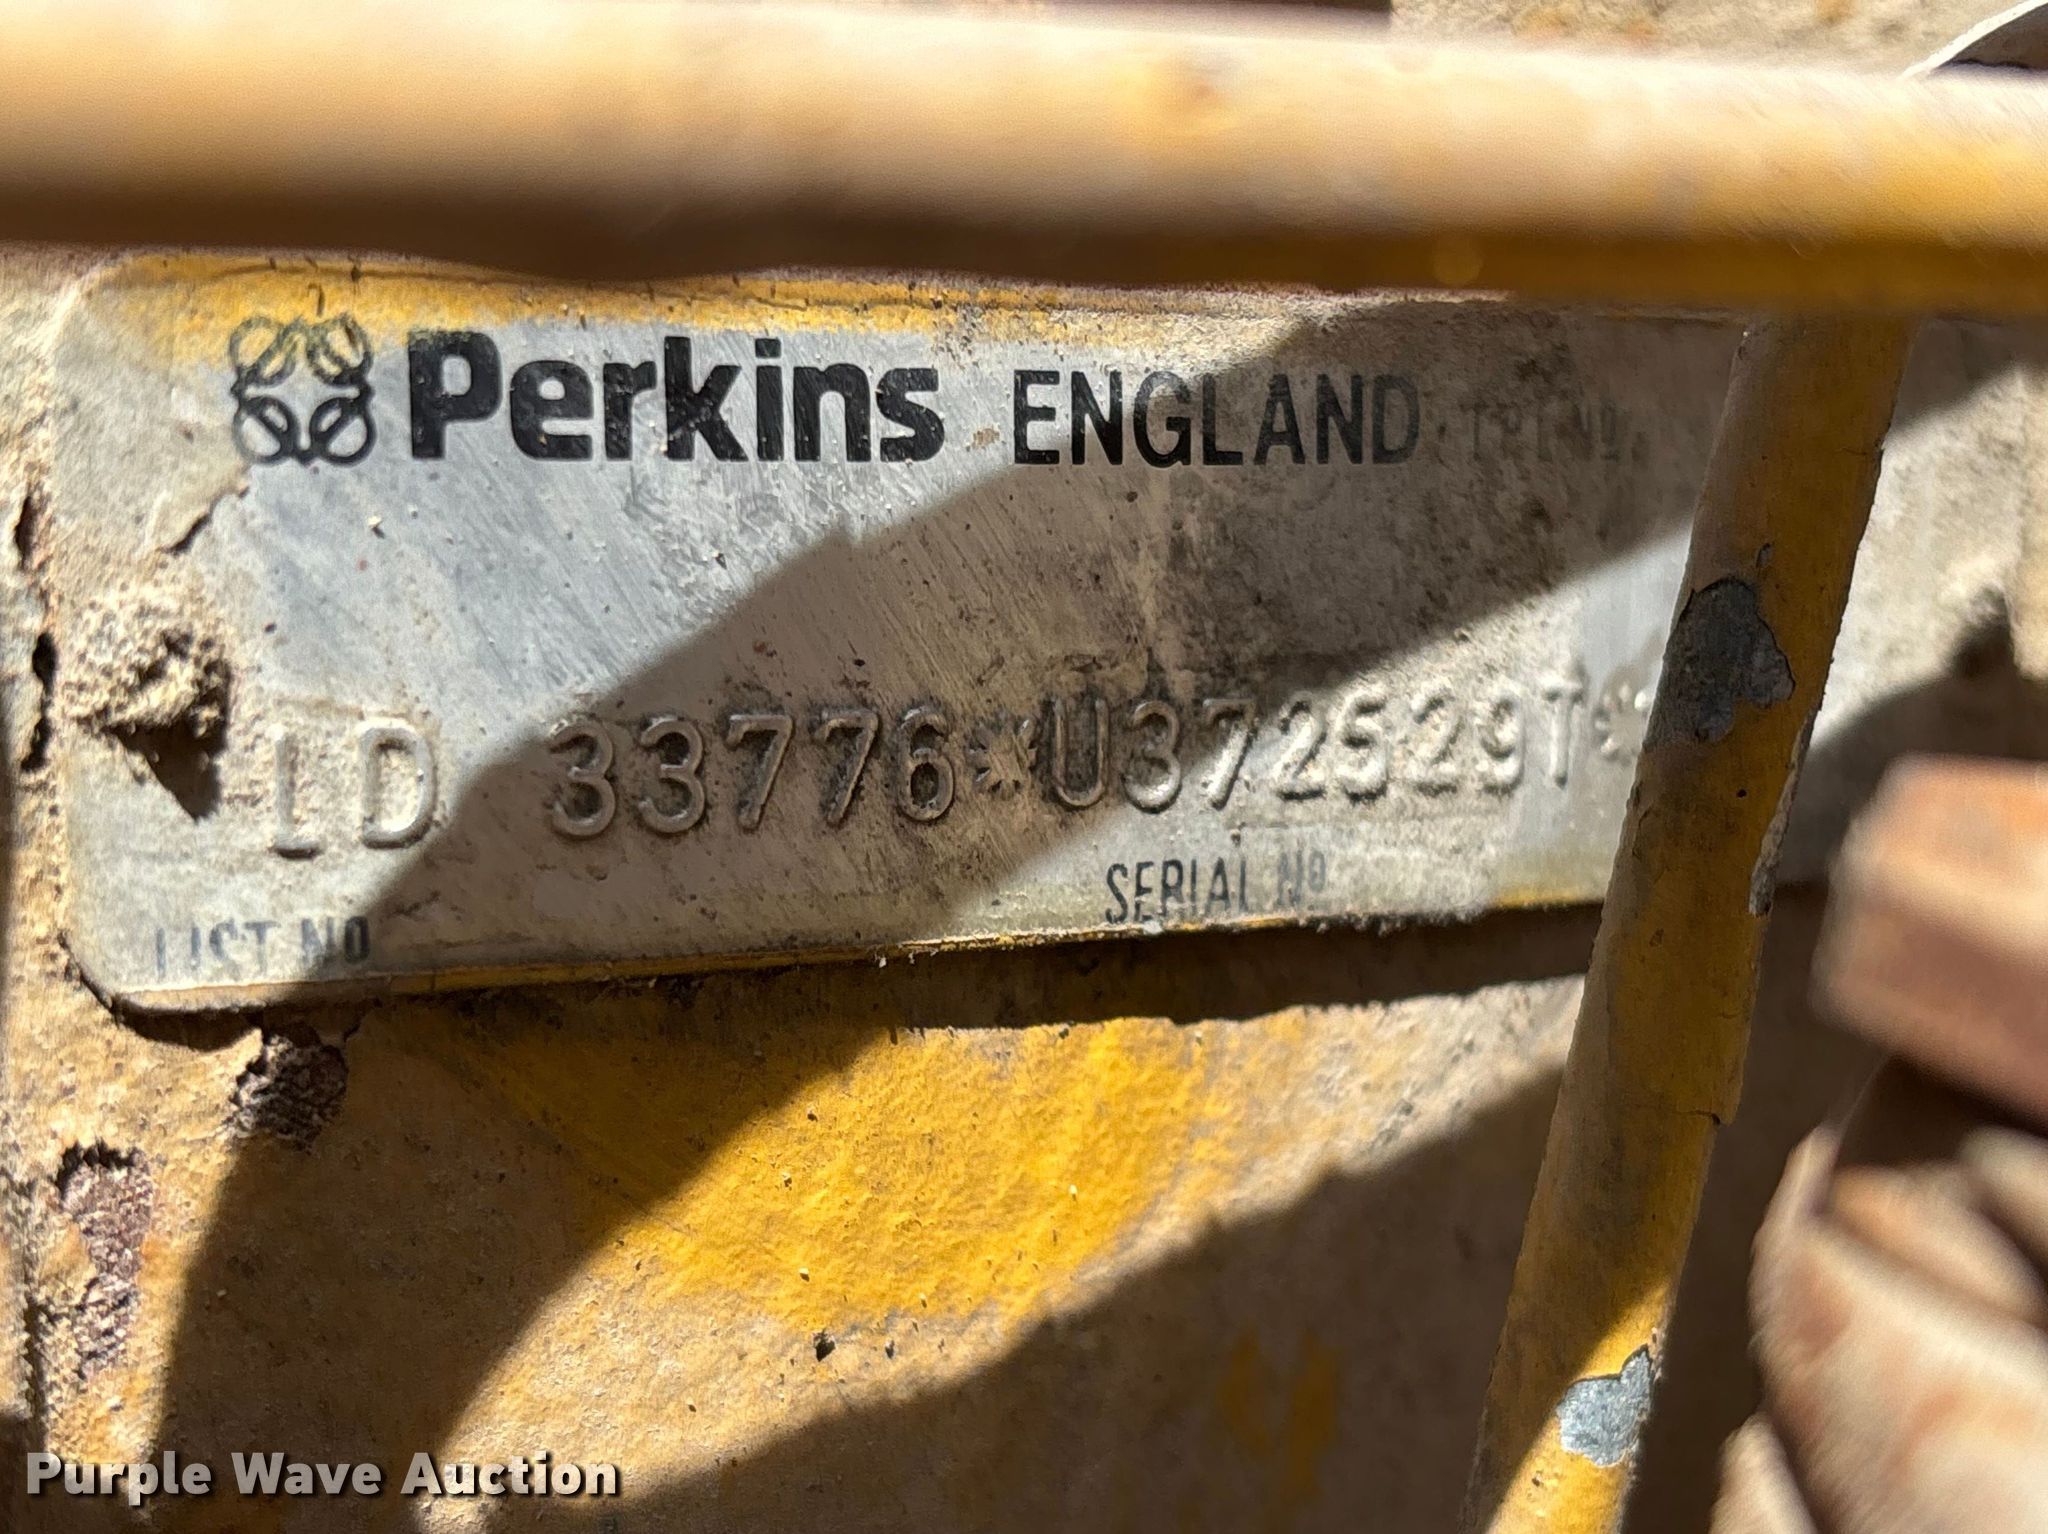 Perkins ENGLAND
LD 33776*U372529T*
LIST Nº
SERIAL Nº
Purple Wave Auction